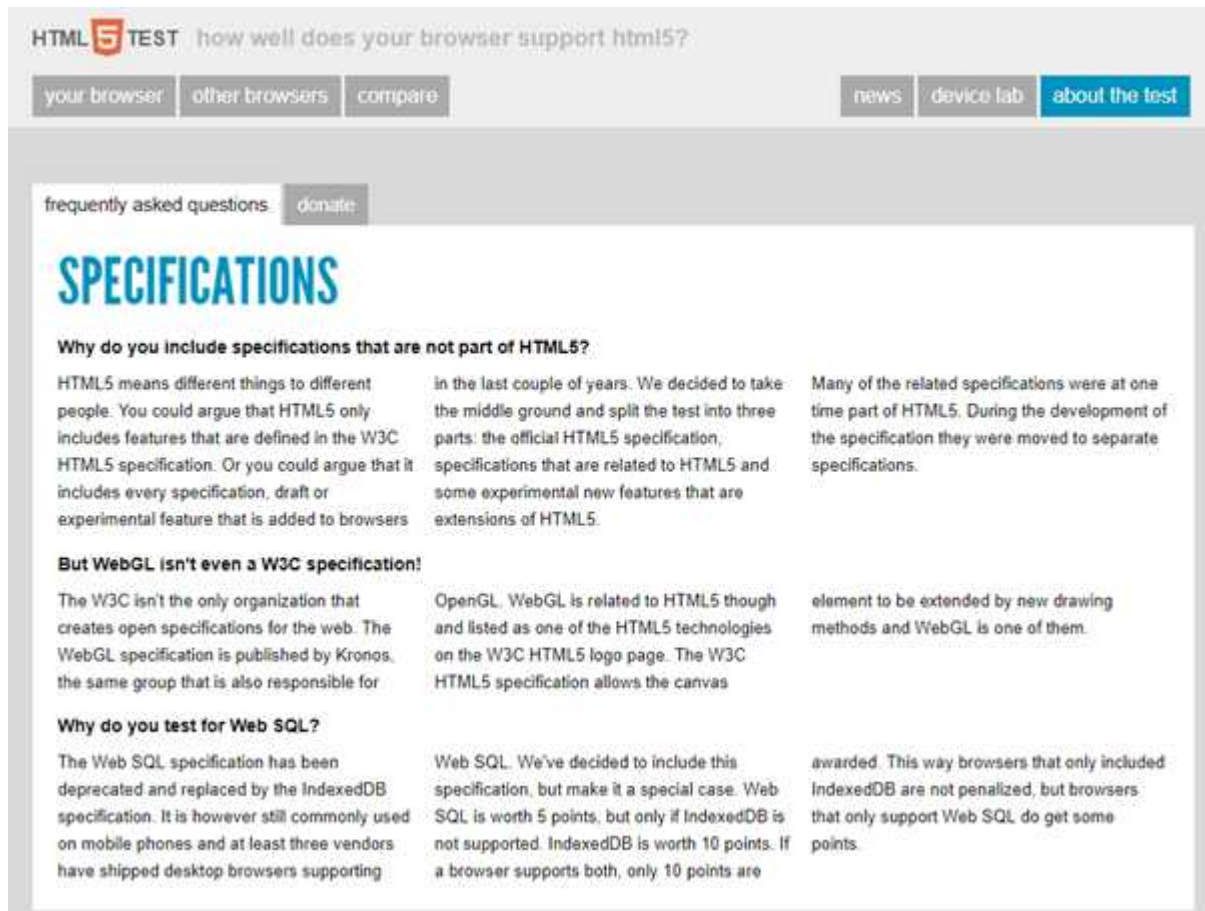 HTML 5 TEST how well does your browser support html5?
your browser other browsers compare news device lab about the test
frequently asked questions donate
SPECIFICATIONS
Why do you include specifications that are not part of HTML5?
HTML5 means different things to different
people. You could argue that HTML5 only
includes features that are defined in the W3C
HTML5 specification. Or you could argue that it
includes every specification, draft or
experimental feature that is added to browsers
in the last couple of years. We decided to take
the middle ground and split the test into three
parts: the official HTML5 specification,
specifications that are related to HTML5 and
some experimental new features that are
extensions of HTML5.
Many of the related specifications were at one
time part of HTML5. During the development of
the specification they were moved to separate
specifications.
But WebGL isn't even a W3C specification!
The W3C isn't the only organization that
creates open specifications for the web. The
WebGL specification is published by Kronos,
the same group that is also responsible for
OpenGL. WebGL is related to HTML5 though
and listed as one of the HTML5 technologies
on the W3C HTML5 logo page. The W3C
HTML5 specification allows the canvas
element to be extended by new drawing
methods and WebGL is one of them.
Why do you test for Web SQL?
The Web SQL specification has been
deprecated and replaced by the IndexedDB
specification. It is however still commonly used
on mobile phones and at least three vendors
have shipped desktop browsers supporting
Web SQL. We've decided to include this
specification, but make it a special case. Web
SQL is worth 5 points, but only if IndexedDB is
not supported. IndexedDB is worth 10 points. If
a browser supports both, only 10 points are
awarded. This way browsers that only included
IndexedDB are not penalized, but browsers
that only support Web SQL do get some
points.